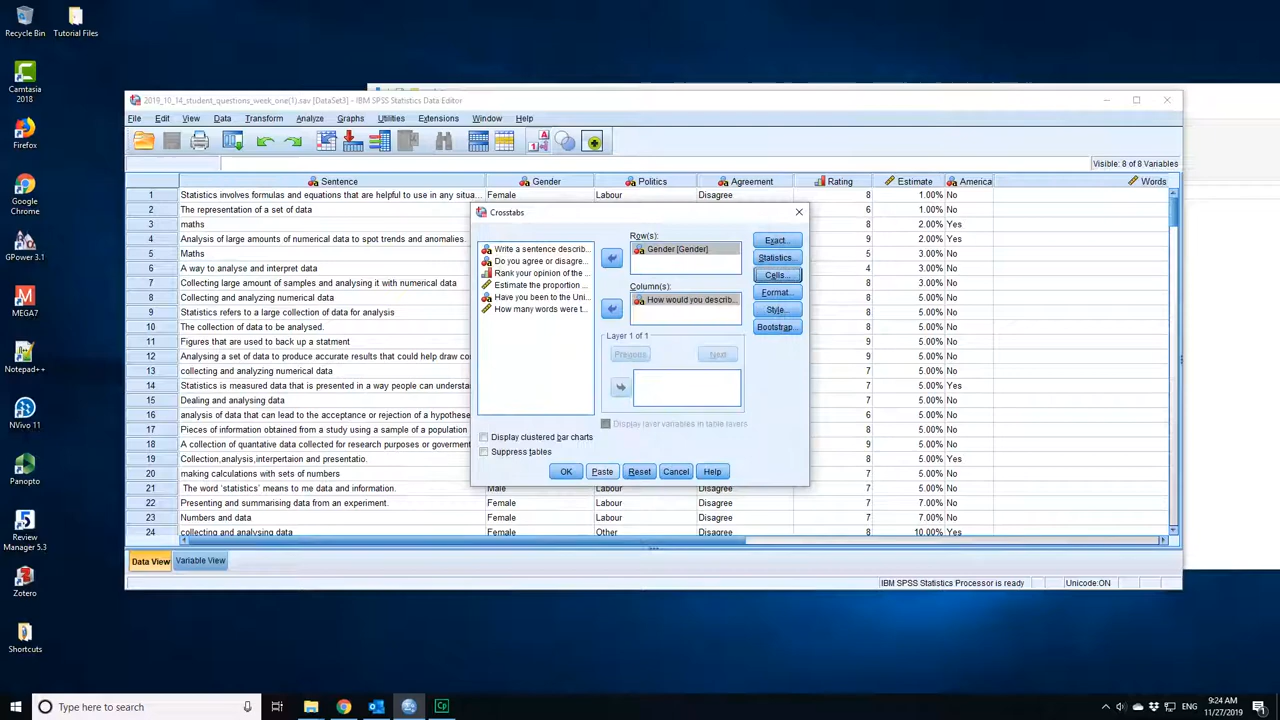 Recycle Bin
Tutorial Files
Camtasia 2018
Firefox
Google Chrome
GPower 3.1
MEGA7
Notepad++
NVivo 11
Panopto
Review Manager 5.3
Zotero
Shortcuts
2019_10_14_student_questions_week_one(1).sav [DataSet3] - IBM SPSS Statistics Data Editor
File Edit View Data Transform Analyze Graphs Utilities Extensions Window Help
Visible: 8 of 8 Variables
Sentence Gender Politics Agreement Rating Estimate America Words
1 Statistics involves formulas and equations that are helpful to use in any situa... Female Labour Disagree 8 1.00% No
2 The representation of a set of data 6 1.00% No
3 maths 8 2.00% Yes
4 Analysis of large amounts of numerical data to spot trends and anomalies. 9 2.00% Yes
5 Maths 5 3.00% No
6 A way to analyse and interpret data 4 3.00% No
7 Collecting large amount of samples and analysing it with numerical data 8 3.00% No
8 Collecting and analyzing numerical data 8 5.00% No
9 Statistics refers to a large collection of data for analysis 8 5.00% No
10 The collection of data to be analysed. 9 5.00% No
11 Figures that are used to back up a statment 9 5.00% No
12 Analysing a set of data to produce accurate results that could help draw co 9 5.00% No
13 collecting and analyzing numerical data 7 5.00% No
14 Statistics is measured data that is presented in a way people can understa 7 5.00% Yes
15 Dealing and analysing data 7 5.00% No
16 analysis of data that can lead to the acceptance or rejection of a hypothese 6 5.00% No
17 Pieces of information obtained from a study using a sample of a population 7 5.00% No
18 A collection of quantative data collected for research purposes or goverment 9 5.00% No
19 Collection,analysis,interpertaion and presentatio. 8 5.00% Yes
20 making calculations with sets of numbers 7 5.00% No
21 The word ‘statistics’ means to me data and information. Male Labour Disagree 7 5.00% No
22 Presenting and summarising data from an experiment. Female Labour Disagree 7 7.00% No
23 Numbers and data Female Labour Disagree 7 7.00% No
24 collecting and analysing data Female Other Disagree 8 10.00% Yes
Crosstabs
Write a sentence describ...
Do you agree or disagre...
Rank your opinion of the ...
Estimate the proportion ...
Have you been to the Uni...
How many words were t...
Row(s):
Gender [Gender]
Column(s):
How would you describ...
Layer 1 of 1
Previous Next
Display layer variables in table layers
Exact...
Statistics...
Cells...
Format...
Style...
Bootstrap...
Display clustered bar charts
Suppress tables
OK Paste Reset Cancel Help
Data View Variable View
IBM SPSS Statistics Processor is ready Unicode:ON
Type here to search
ENG
9:24 AM
11/27/2019
1